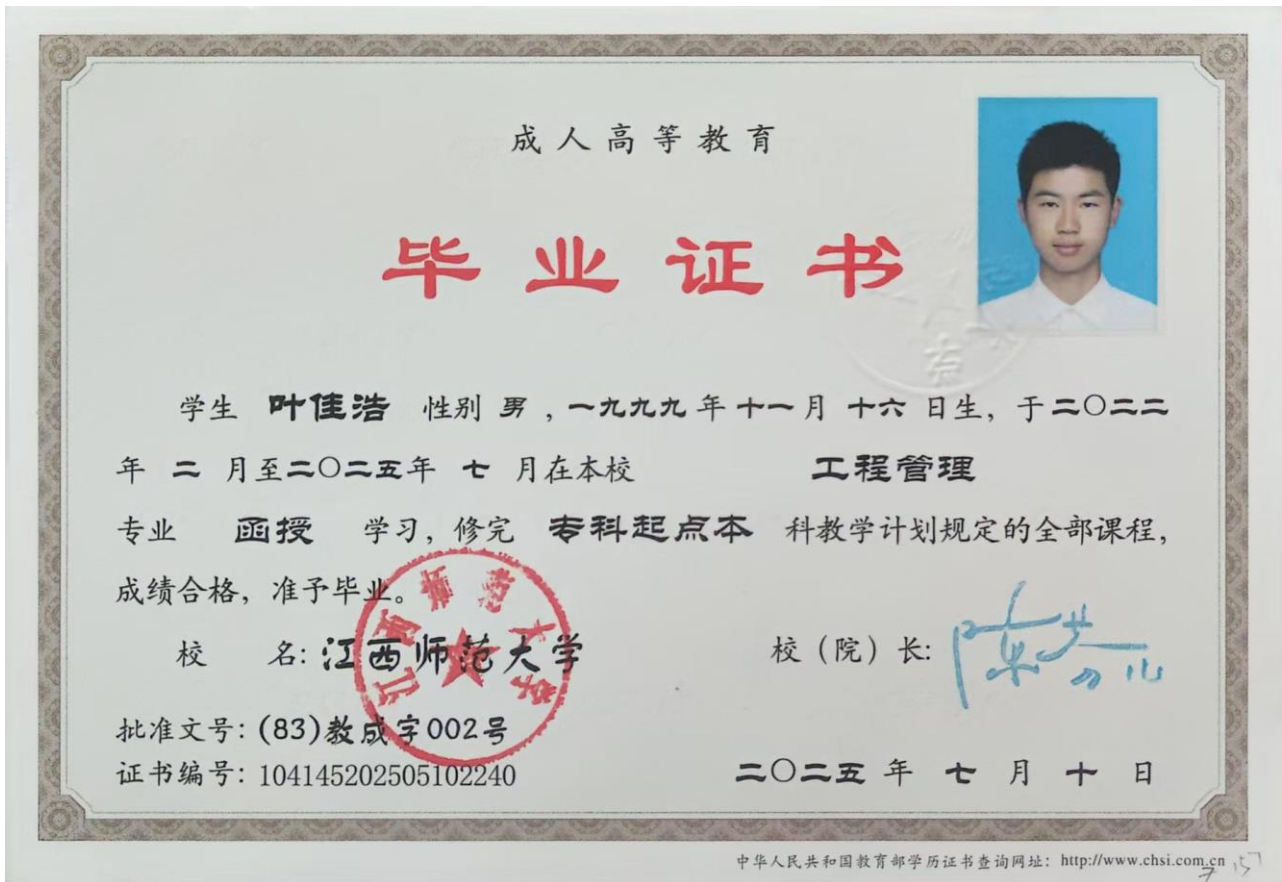 成人高等教育
毕业证书
学生 叶佳浩 性别 男 ,一九九九年十一月十六日生, 于二〇二二
年 二 月至二〇二五年 七 月在本校 工程管理
专业 函授 学习, 修完 专科起点本 科教学计划规定的全部课程,
成绩合格, 准予毕业。
江西师范大学
校 名: 江西师范大学 校（院）长:
批准文号: (83)教成字002号
证书编号: 104145202505102240 二〇二五 年 七 月 十 日
中华人民共和国教育部学历证书查询网址: http://www.chsi.com.cn